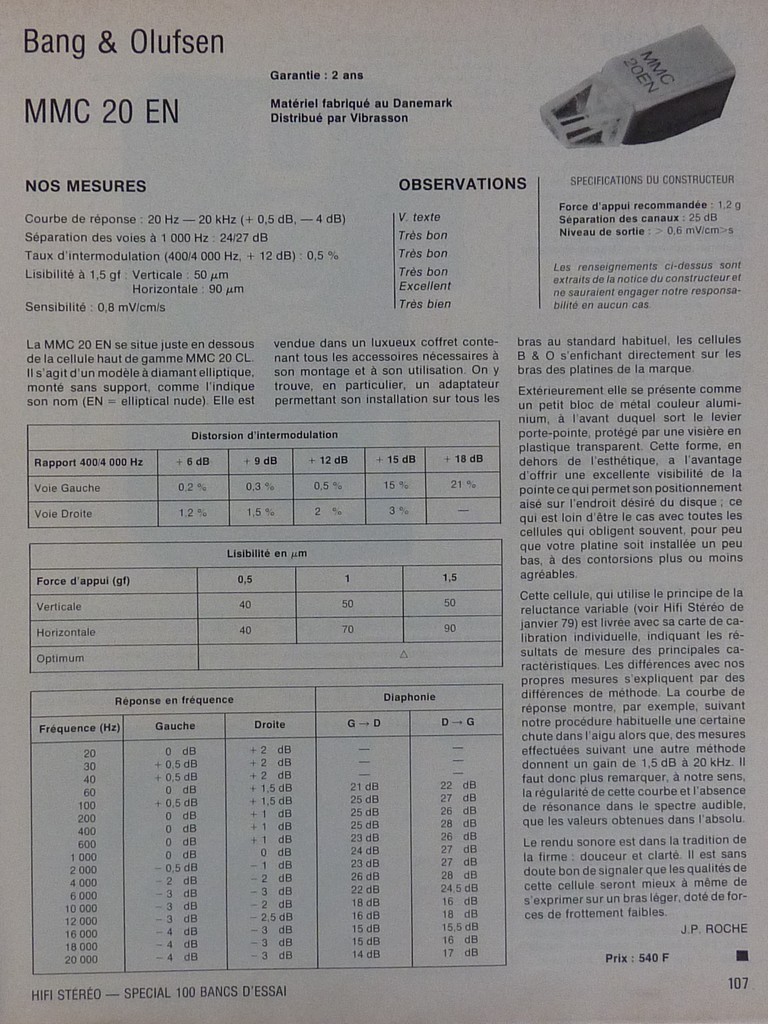 Bang & Olufsen
MMC 20 EN
Garantie : 2 ans
Matériel fabriqué au Danemark
Distribué par Vibrasson
MMC
20EN
NOS MESURES
Courbe de réponse : 20 Hz — 20 kHz (+ 0,5 dB, — 4 dB)
Séparation des voies à 1 000 Hz : 24/27 dB
Taux d'intermodulation (400/4 000 Hz, + 12 dB) : 0,5 %
Lisibilité à 1,5 gf : Verticale : 50 μm
Horizontale : 90 μm
Sensibilité : 0,8 mV/cm/s
OBSERVATIONS
V. texte
Très bon
Très bon
Très bon
Excellent
Très bien
SPECIFICATIONS DU CONSTRUCTEUR
Force d'appui recommandée : 1,2 g
Séparation des canaux : 25 dB
Niveau de sortie : > 0,6 mV/cm>s
Les renseignements ci-dessus sont
extraits de la notice du constructeur et
ne sauraient engager notre responsa-
bilité en aucun cas.
La MMC 20 EN se situe juste en dessous
de la cellule haut de gamme MMC 20 CL.
Il s'agit d'un modèle à diamant elliptique,
monté sans support, comme l'indique
son nom (EN = elliptical nude). Elle est
vendue dans un luxueux coffret conte-
nant tous les accessoires nécessaires à
son montage et à son utilisation. On y
trouve, en particulier, un adaptateur
permettant son installation sur tous les
bras au standard habituel, les cellules
B & O s'enfichant directement sur les
bras des platines de la marque.
Extérieurement elle se présente comme
un petit bloc de métal couleur alumi-
nium, à l'avant duquel sort le levier
porte-pointe, protégé par une visière en
plastique transparent. Cette forme, en
dehors de l'esthétique, a l'avantage
d'offrir une excellente visibilité de la
pointe ce qui permet son positionnement
aisé sur l'endroit désiré du disque ; ce
qui est loin d'être le cas avec toutes les
cellules qui obligent souvent, pour peu
que votre platine soit installée un peu
bas, à des contorsions plus ou moins
agréables.
Cette cellule, qui utilise le principe de la
reluctance variable (voir Hifi Stéréo de
janvier 79) est livrée avec sa carte de ca-
libration individuelle, indiquant les ré-
sultats de mesure des principales ca-
ractéristiques. Les différences avec nos
propres mesures s'expliquent par des
différences de méthode. La courbe de
réponse montre, par exemple, suivant
notre procédure habituelle une certaine
chute dans l'aigu alors que, des mesures
effectuées suivant une autre méthode
donnent un gain de 1,5 dB à 20 kHz. Il
faut donc plus remarquer, à notre sens,
la régularité de cette courbe et l'absence
de résonance dans le spectre audible,
que les valeurs obtenues dans l'absolu.
Le rendu sonore est dans la tradition de
la firme : douceur et clarté. Il est sans
doute bon de signaler que les qualités de
cette cellule seront mieux à même de
s'exprimer sur un bras léger, doté de for-
ces de frottement faibles.
J.P. ROCHE
Prix : 540 F
Distorsion d'intermodulation
Rapport 400/4 000 Hz + 6 dB + 9 dB + 12 dB + 15 dB + 18 dB
Voie Gauche 0,2 % 0,3 % 0,5 % 15 % 21 %
Voie Droite 1,2 % 1,5 % 2 % 3 % —
Lisibilité en μm
Force d'appui (gf) 0,5 1 1,5
Verticale 40 50 50
Horizontale 40 70 90
Optimum △
Réponse en fréquence Diaphonie
Fréquence (Hz) Gauche Droite G → D D → G
20 0 dB + 2 dB — —
30 + 0,5 dB + 2 dB — —
40 + 0,5 dB + 2 dB — —
60 0 dB + 1,5 dB 21 dB 22 dB
100 + 0,5 dB + 1,5 dB 25 dB 27 dB
200 0 dB + 1 dB 25 dB 26 dB
400 0 dB + 1 dB 25 dB 28 dB
600 0 dB + 1 dB 23 dB 26 dB
1 000 0 dB 0 dB 24 dB 27 dB
2 000 - 0,5 dB - 1 dB 23 dB 27 dB
4 000 - 2 dB - 2 dB 26 dB 28 dB
6 000 - 3 dB - 3 dB 22 dB 24,5 dB
10 000 - 3 dB - 2 dB 18 dB 16 dB
12 000 - 3 dB - 2,5 dB 16 dB 18 dB
16 000 - 4 dB - 3 dB 15 dB 15,5 dB
18 000 - 4 dB - 3 dB 15 dB 16 dB
20 000 - 4 dB - 3 dB 14 dB 17 dB
HIFI STÉRÉO — SPECIAL 100 BANCS D'ESSAI
107